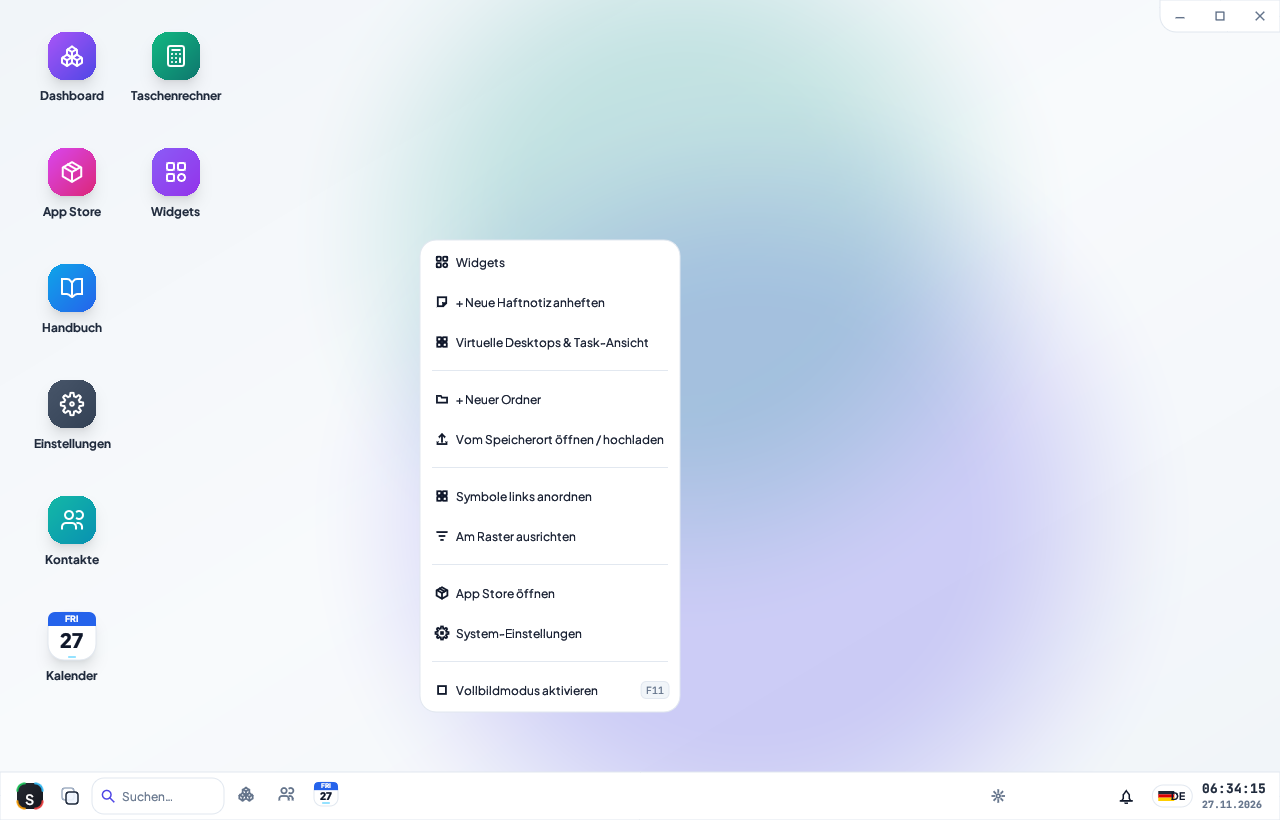 Dashboard
Taschenrechner
App Store
Widgets
Handbuch
Einstellungen
Kontakte
FRI
27
Kalender
Widgets
+ Neue Haftnotiz anheften
Virtuelle Desktops & Task-Ansicht
+ Neuer Ordner
Vom Speicherort öffnen / hochladen
Symbole links anordnen
Am Raster ausrichten
App Store öffnen
System-Einstellungen
Vollbildmodus aktivieren F11
S
Suchen...
FRI
27
DE
06:34:15
27.11.2026